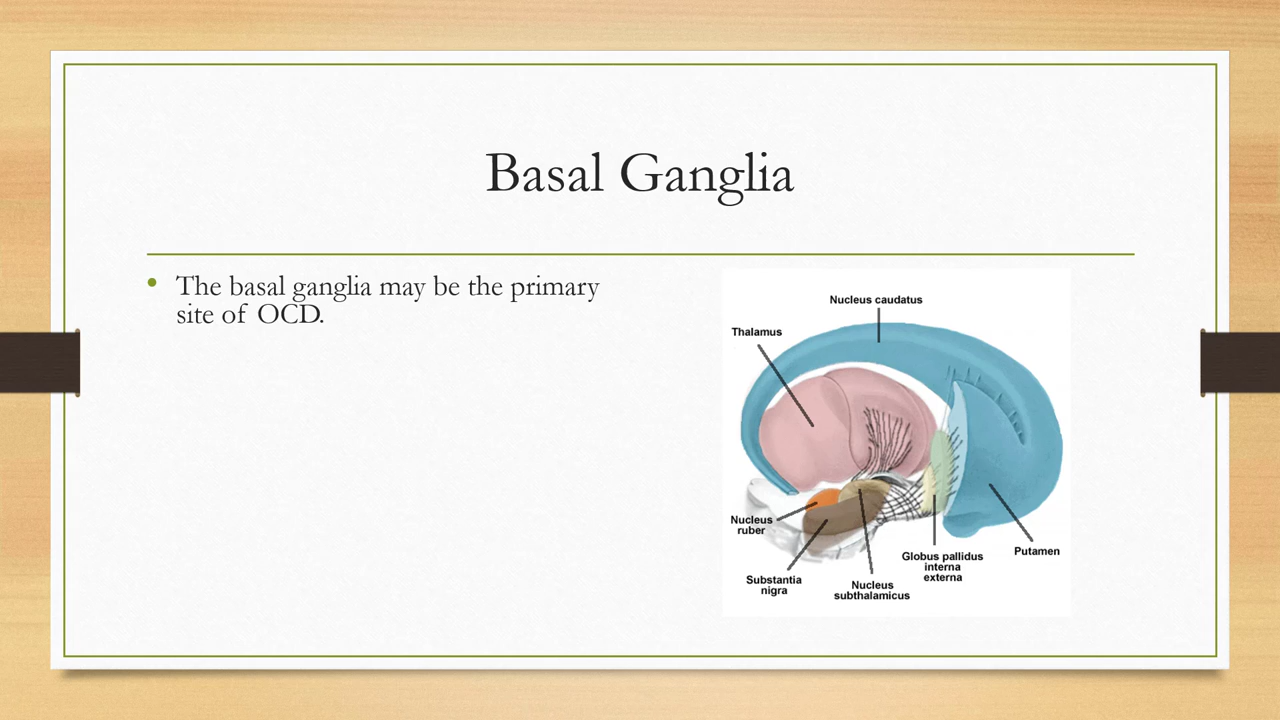 Basal Ganglia
• The basal ganglia may be the primary
site of OCD.
Nucleus caudatus
Thalamus
Nucleus
ruber
Substantia
nigra
Nucleus
subthalamicus
Globus pallidus
interna
externa
Putamen